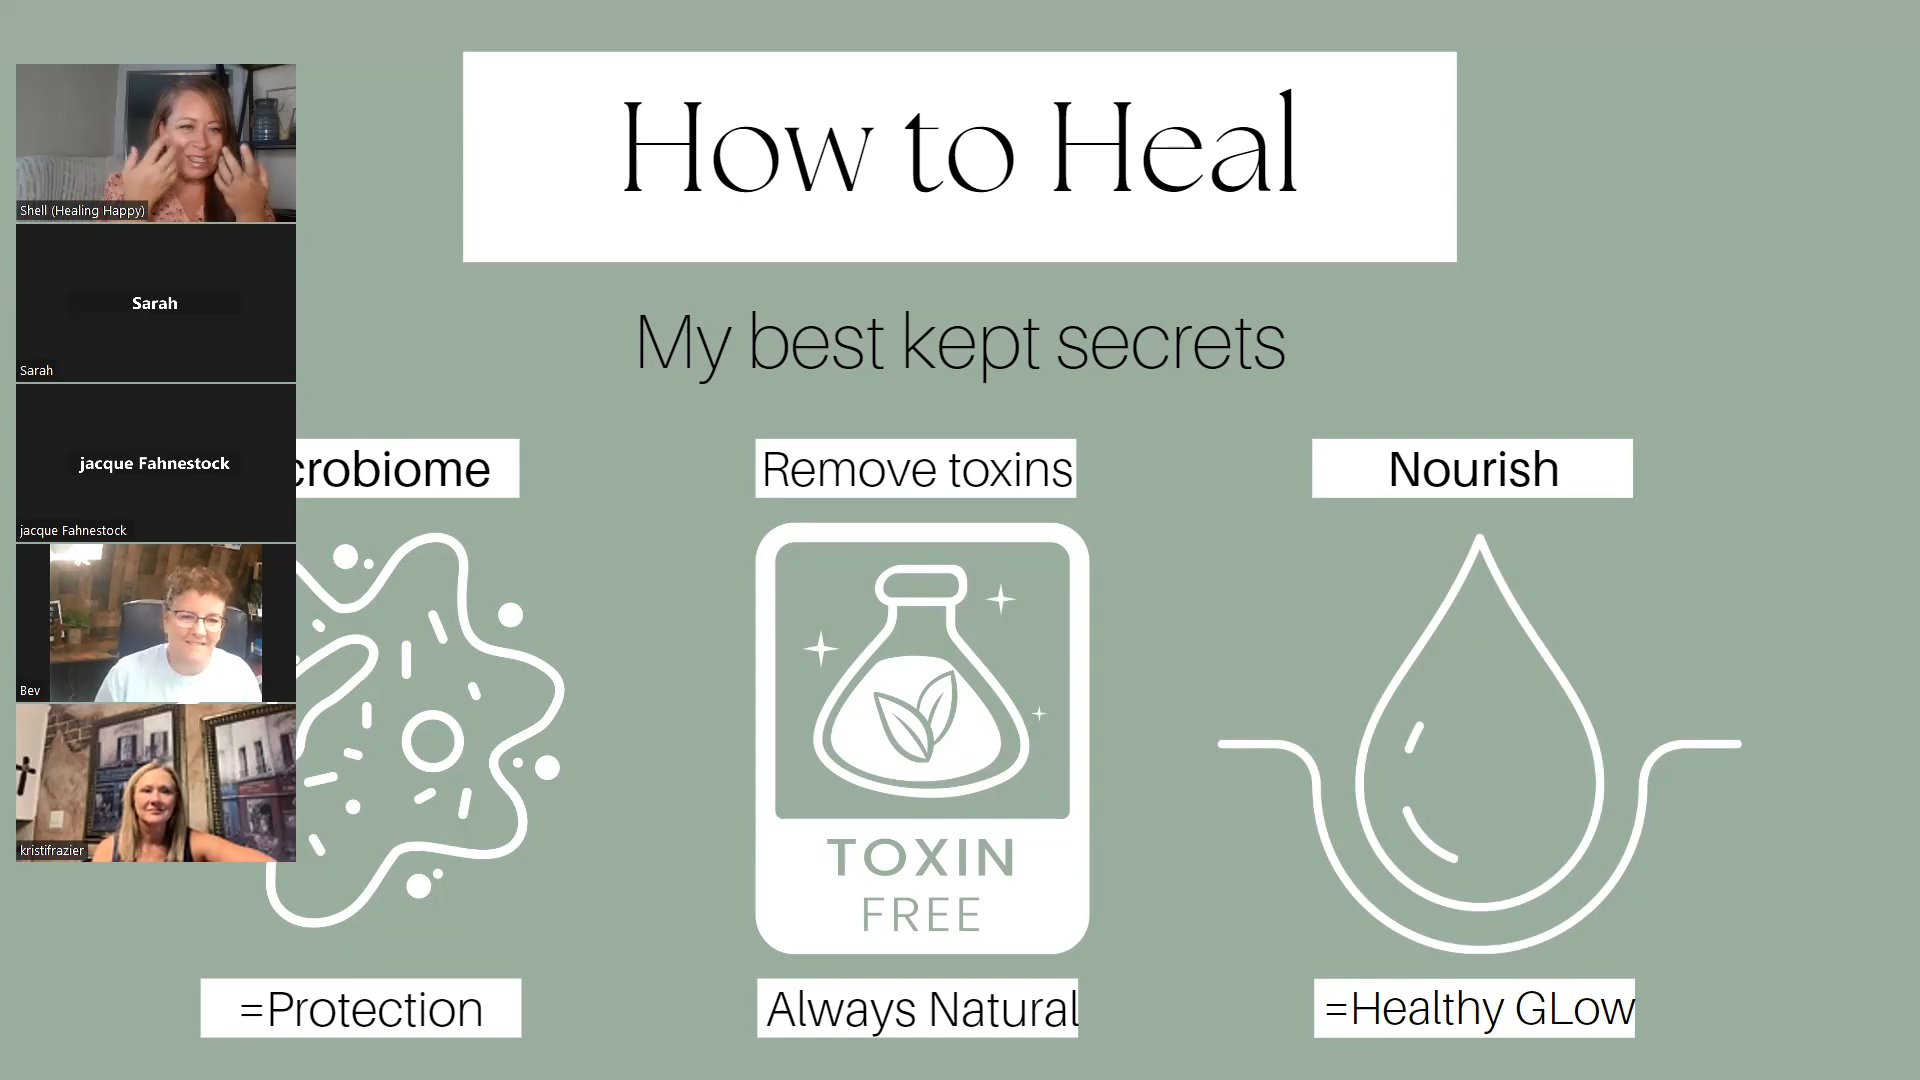 How to Heal
My best kept secrets
Shell (Healing Happy)
Sarah
Sarah
jacque Fahnestock
jacque Fahnestock
Bev
kristifrazier
crobiome
Remove toxins
Nourish
TOXIN
FREE
=Protection
Always Natural
=Healthy GLow